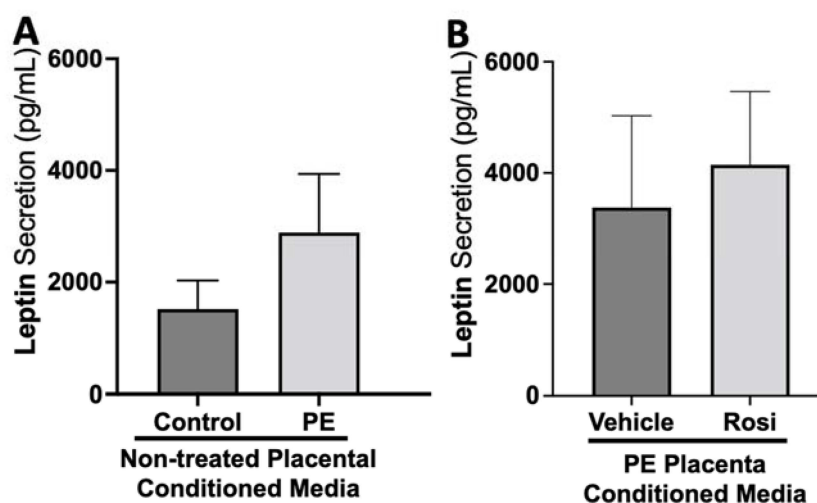 A
Leptin Secretion (pg/mL)
6000
4000
2000
0
Control PE
Non-treated Placental
Conditioned Media
B
Leptin Secretion (pg/mL)
6000
4000
2000
0
Vehicle Rosi
PE Placenta
Conditioned Media